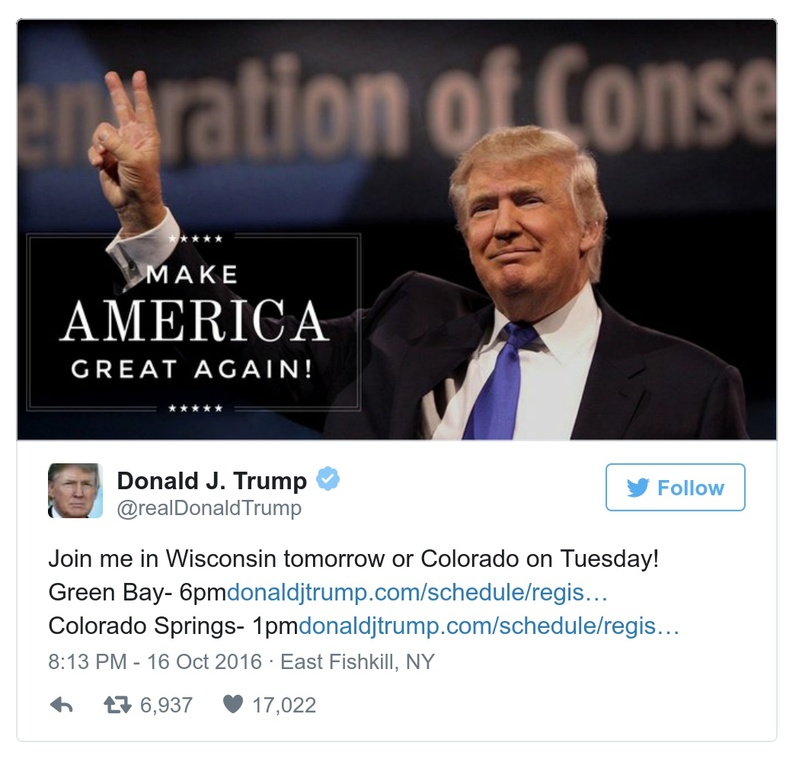 eneration of Conse
★★★★★
MAKE
AMERICA
GREAT AGAIN!
★★★★★
Donald J. Trump
@realDonaldTrump
Follow
Join me in Wisconsin tomorrow or Colorado on Tuesday!
Green Bay- 6pmdonaldjtrump.com/schedule/regis…
Colorado Springs- 1pmdonaldjtrump.com/schedule/regis…
8:13 PM - 16 Oct 2016 · East Fishkill, NY
6,937 17,022